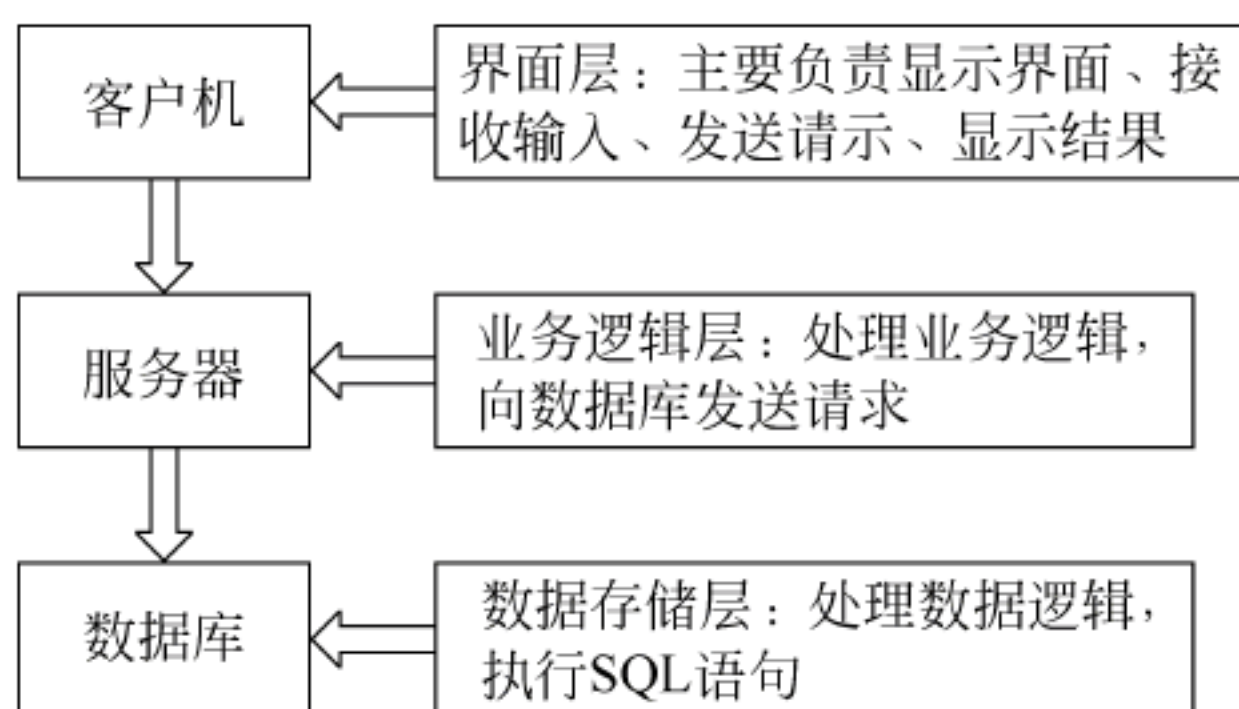 客户机
界面层：主要负责显示界面、接
收输入、发送请示、显示结果
服务器
业务逻辑层：处理业务逻辑，
向数据库发送请求
数据库
数据存储层：处理数据逻辑，
执行SQL语句